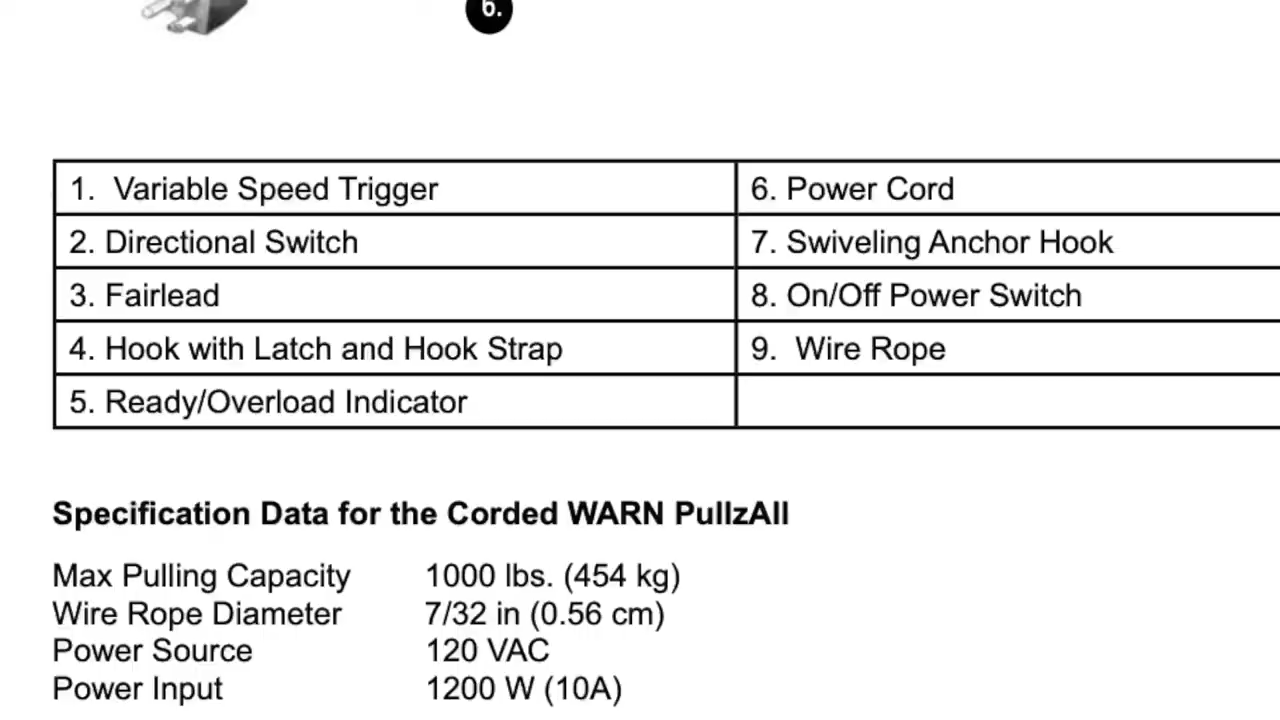 6.
1. Variable Speed Trigger
6. Power Cord
2. Directional Switch
7. Swiveling Anchor Hook
3. Fairlead
8. On/Off Power Switch
4. Hook with Latch and Hook Strap
9. Wire Rope
5. Ready/Overload Indicator
Specification Data for the Corded WARN PullzAll
Max Pulling Capacity 1000 lbs. (454 kg)
Wire Rope Diameter 7/32 in (0.56 cm)
Power Source 120 VAC
Power Input 1200 W (10A)